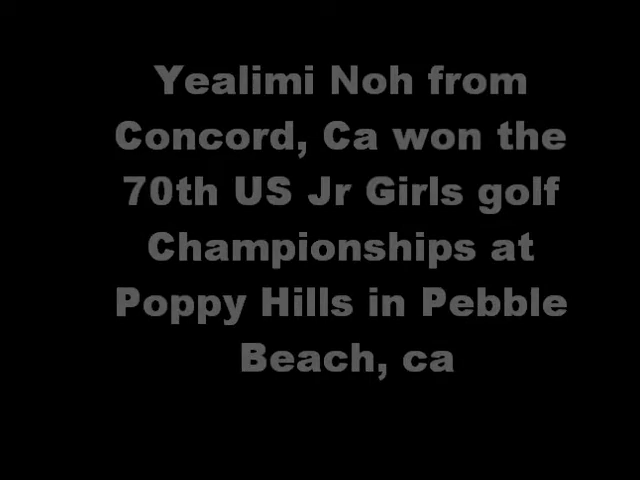 Yealimi Noh from
Concord, Ca won the
70th US Jr Girls golf
Championships at
Poppy Hills in Pebble
Beach, ca